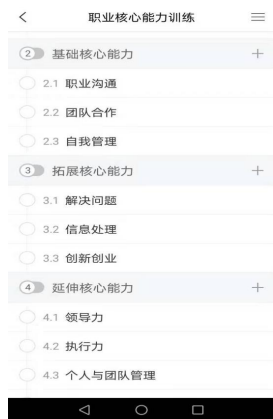 职业核心能力训练
2 基础核心能力
2.1 职业沟通
2.2 团队合作
2.3 自我管理
3 拓展核心能力
3.1 解决问题
3.2 信息处理
3.3 创新创业
4 延伸核心能力
4.1 领导力
4.2 执行力
4.3 个人与团队管理